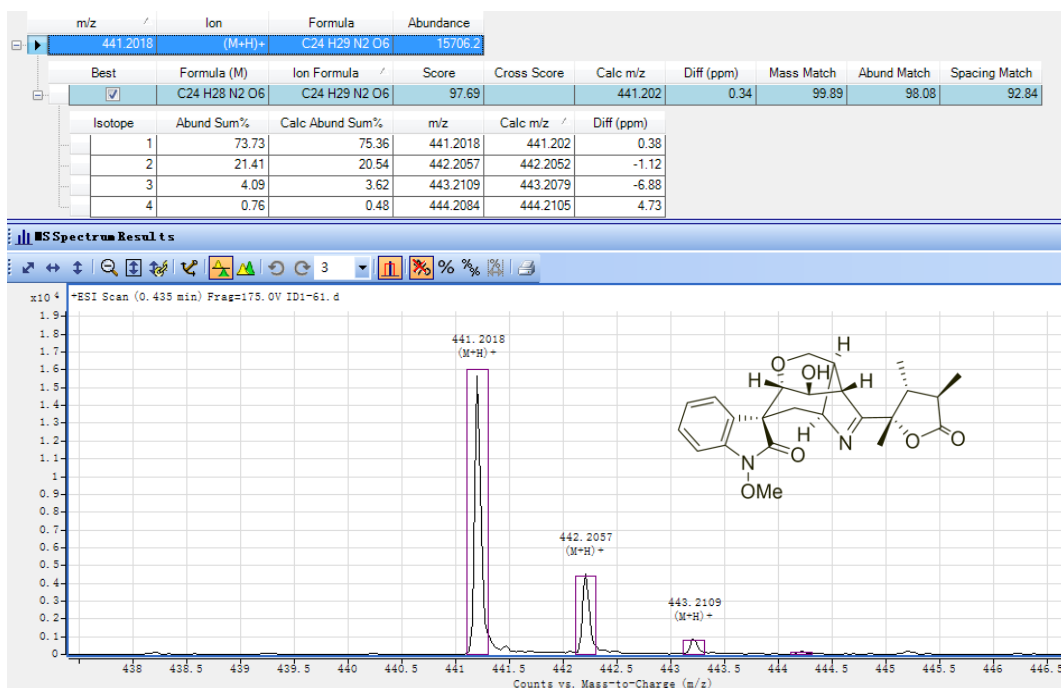 m/z Ion Formula Abundance
441.2018 (M+H)+ C24 H29 N2 O6 15706.2
Best Formula (M) Ion Formula Score Cross Score Calc m/z Diff (ppm) Mass Match Abund Match Spacing Match
C24 H28 N2 O6 C24 H29 N2 O6 97.69 441.202 0.34 99.89 98.08 92.84
Isotope Abund Sum% Calc Abund Sum% m/z Calc m/z Diff (ppm)
1 73.73 75.36 441.2018 441.202 0.38
2 21.41 20.54 442.2057 442.2052 -1.12
3 4.09 3.62 443.2109 443.2079 -6.88
4 0.76 0.48 444.2084 444.2105 4.73
MS Spectrum Results
3
x10 4 +ESI Scan (0.435 min) Frag=175.0V ID1-61.d
1.9
1.8
1.7
1.6
1.5
1.4
1.3
1.2
1.1
1
0.9
0.8
0.7
0.6
0.5
0.4
0.3
0.2
0.1
0
441.2018
(M+H)+
442.2057
(M+H)+
443.2109
(M+H)+
H
O
OH
H
H
H
N
O
N
O
O
OMe
438 438.5 439 439.5 440 440.5 441 441.5 442 442.5 443 443.5 444 444.5 445 445.5 446 446.5
Counts vs. Mass-to-Charge (m/z)